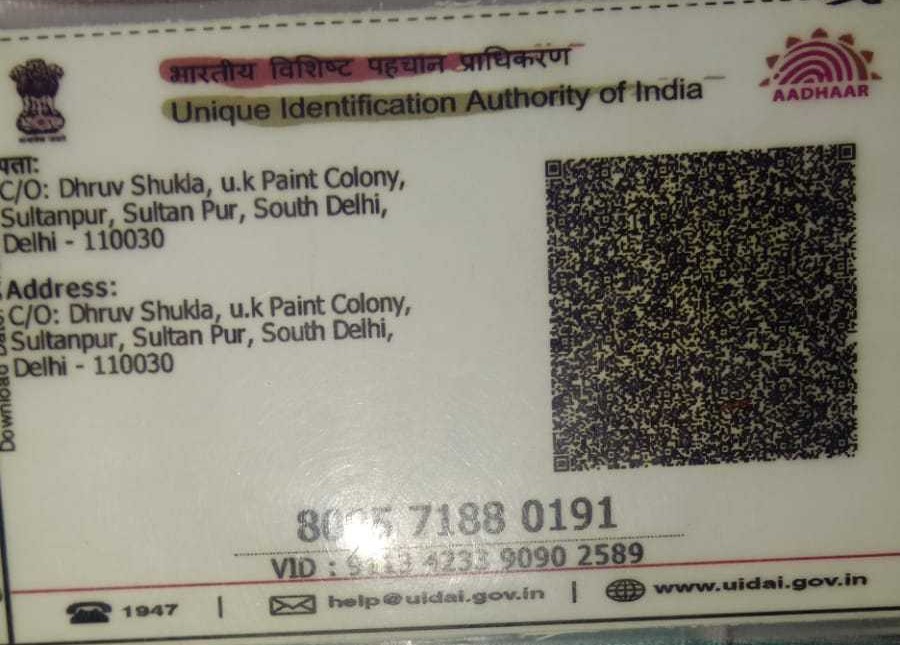 भारतीय विशिष्ट पहचान प्राधिकरण
Unique Identification Authority of India
AADHAAR
पता:
C/O: Dhruv Shukla, u.k Paint Colony,
Sultanpur, Sultan Pur, South Delhi,
Delhi - 110030
Address:
C/O: Dhruv Shukla, u.k Paint Colony,
Sultanpur, Sultan Pur, South Delhi,
Delhi - 110030
7188 0191
VID : 4233 9090 2589
1947 | help@uidai.gov.in | www.uidai.gov.in
Download